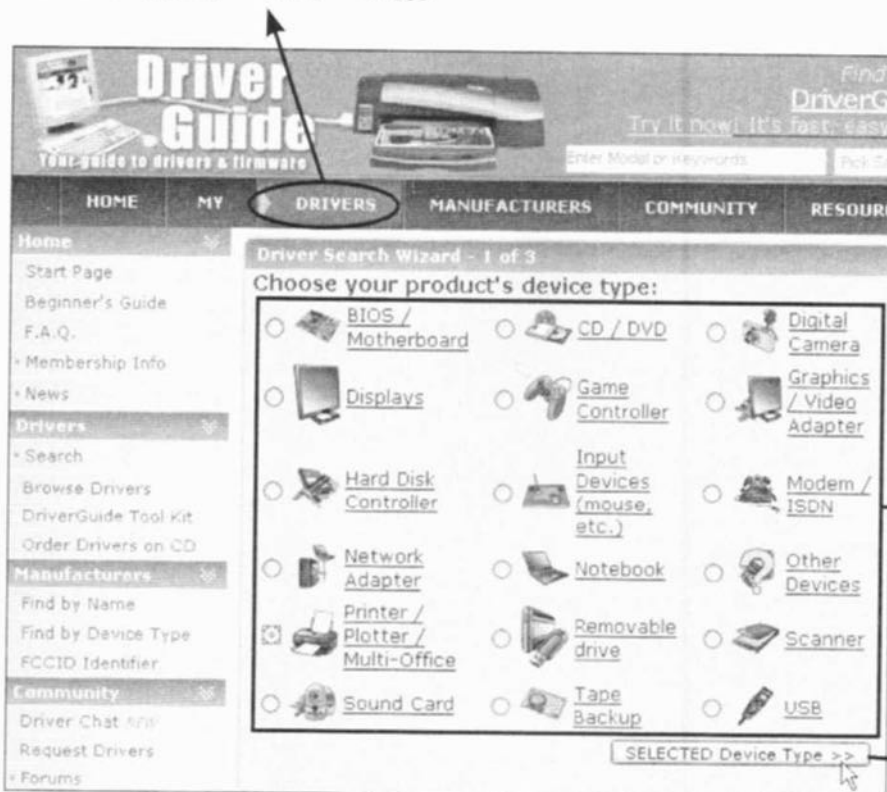 Driver
Guide
Your guide to drivers & firmware
Find
DriverG
Try it now! It's fast, easy
Enter Model or keywords
HOME MY DRIVERS MANUFACTURERS COMMUNITY RESOUR
Home
Start Page
Beginner's Guide
F.A.Q.
Membership Info
News
Drivers
Search
Browse Drivers
DriverGuide Tool Kit
Order Drivers on CD
Manufacturers
Find by Name
Find by Device Type
FCCID Identifier
Community
Driver Chat
Request Drivers
Forums
Driver Search Wizard - 1 of 3
Choose your product's device type:
BIOS /
Motherboard
CD / DVD
Digital
Camera
Displays
Game
Controller
Graphics
/ Video
Adapter
Hard Disk
Controller
Input
Devices
(mouse,
etc.)
Modem /
ISDN
Network
Adapter
Notebook
Other
Devices
Printer /
Plotter /
Multi-Office
Removable
drive
Scanner
Sound Card
Tape
Backup
USB
SELECTED Device Type >>